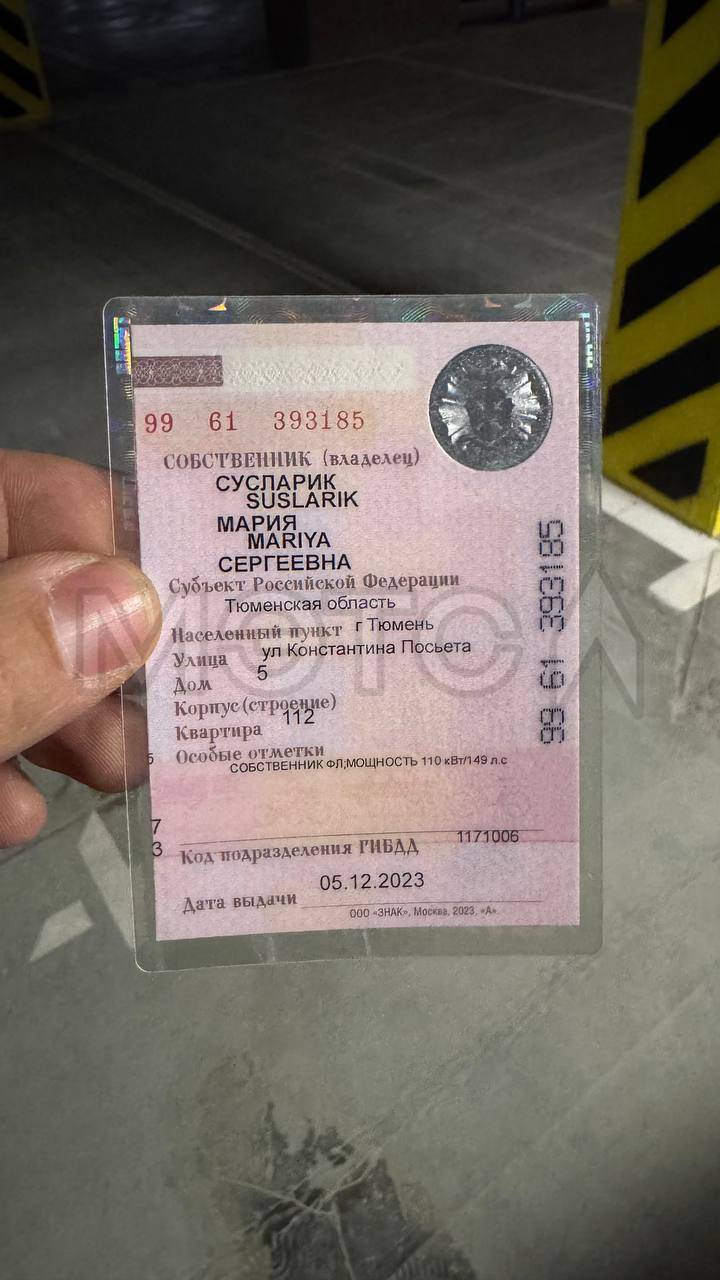 99 61 393185
СОБСТВЕННИК (владелец)
СУСЛАРИК
SUSLARIK
МАРИЯ
MARIYA
СЕРГЕЕВНА
Субъект Российской Федерации
Тюменская область
Населенный пункт г Тюмень
Улица ул Константина Посьета
Дом 5
Корпус (строение)
Квартира 112
Особые отметки
СОБСТВЕННИК ФЛ;МОЩНОСТЬ 110 кВт/149 л.с
Код подразделения ГИБДД 1171006
Дата выдачи 05.12.2023
ООО «ЗНАК», Москва, 2023, «А».
99 61 393185